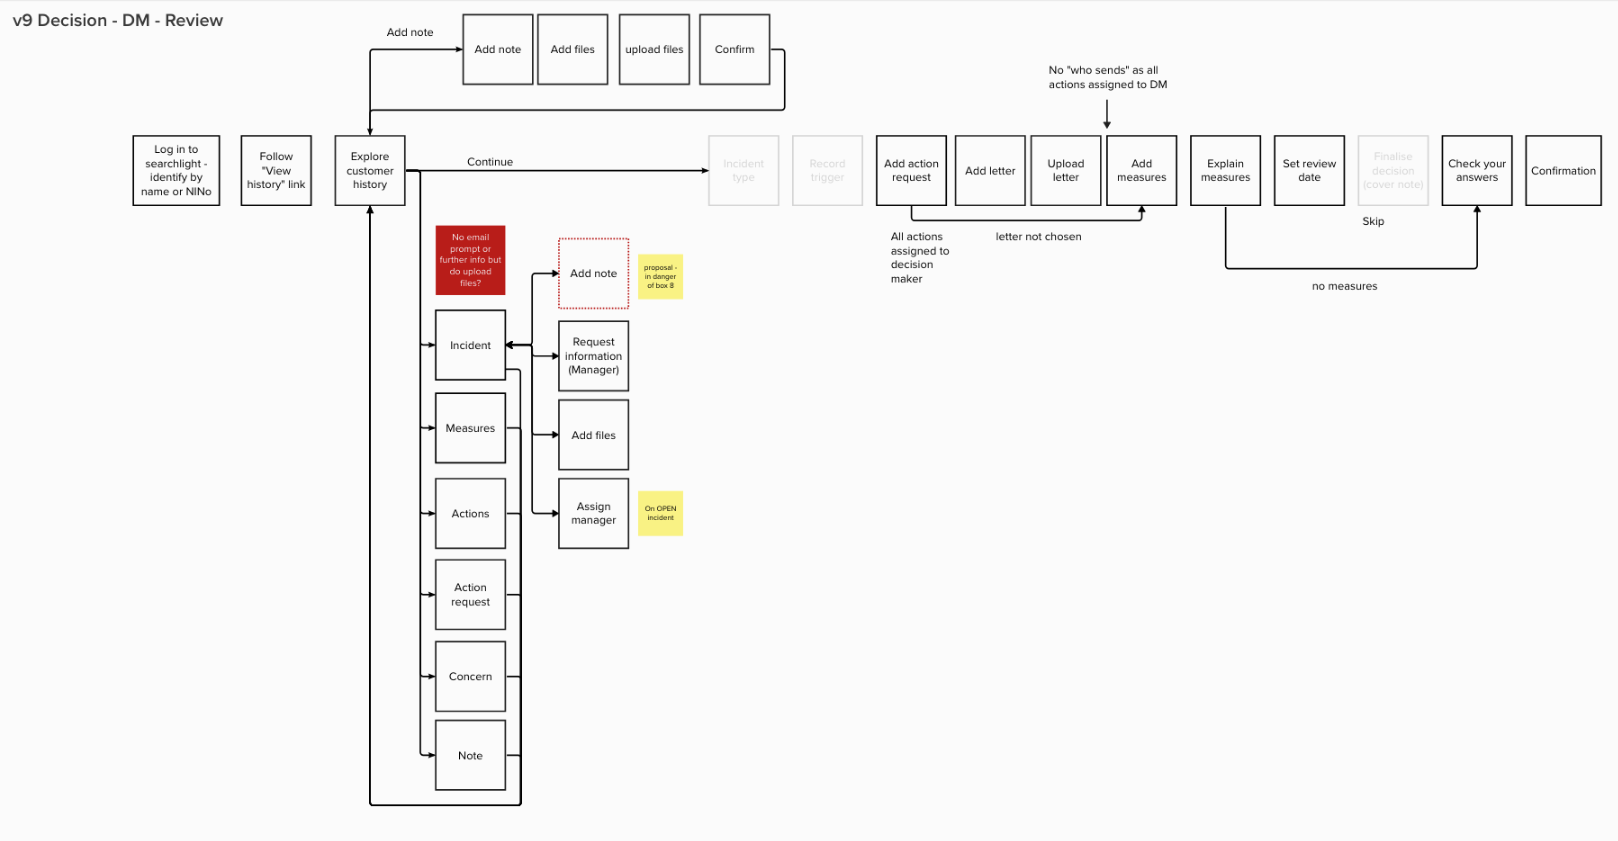 v9 Decision - DM - Review
Add note
Add note
Add files
upload files
Confirm
No "who sends" as all
actions assigned to DM
Log in to
searchlight -
identify by
name or NINo
Follow
"View
history" link
Explore
customer
history
Continue
Incident
type
Record
trigger
Add action
request
Add letter
Upload
letter
Add
measures
Explain
measures
Set review
date
Finalise
decision
(cover note)
Check your
answers
Confirmation
All actions
assigned to
decision
maker
letter not chosen
Skip
no measures
No email
prompt or
further info but
do upload
files?
Add note
proposal -
in danger
of box 8
Incident
Request
information
(Manager)
Measures
Add files
Actions
Assign
manager
On OPEN
incident
Action
request
Concern
Note